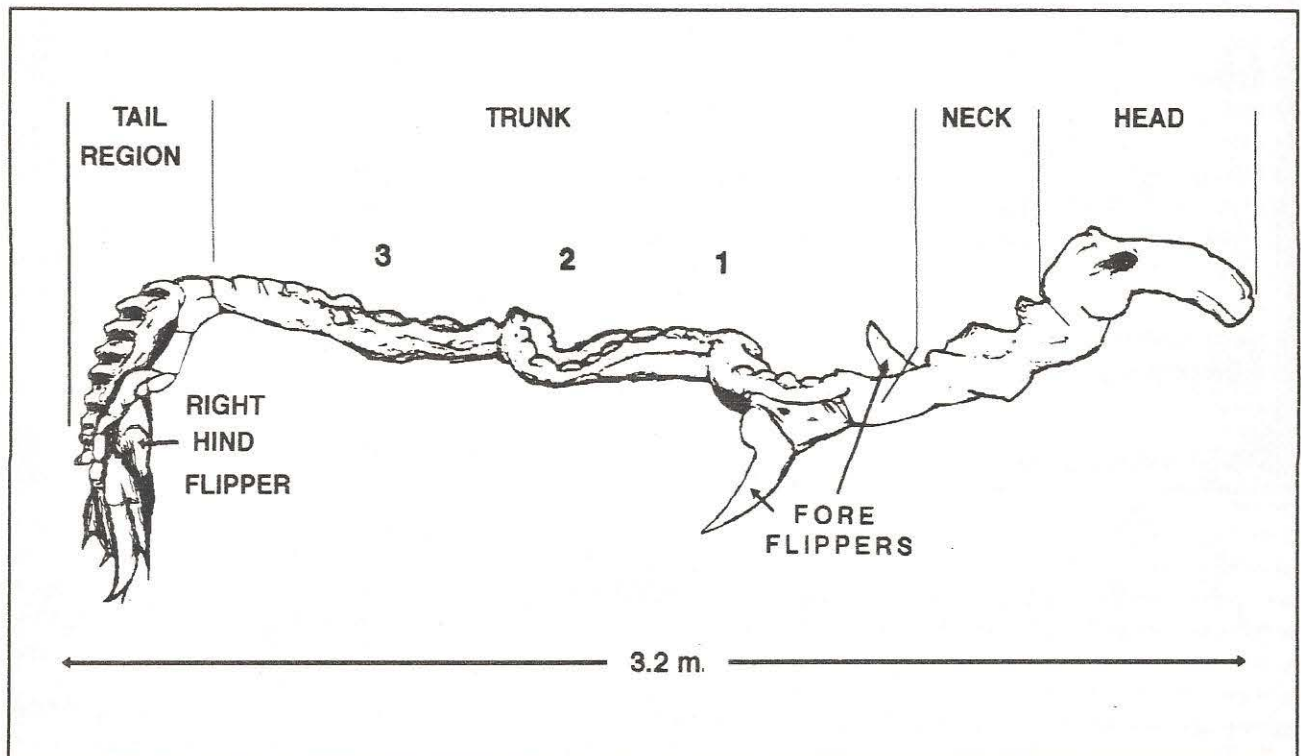 TAIL
REGION
TRUNK
NECK
HEAD
3
2
1
RIGHT
HIND
FLIPPER
FORE
FLIPPERS
3.2 m.